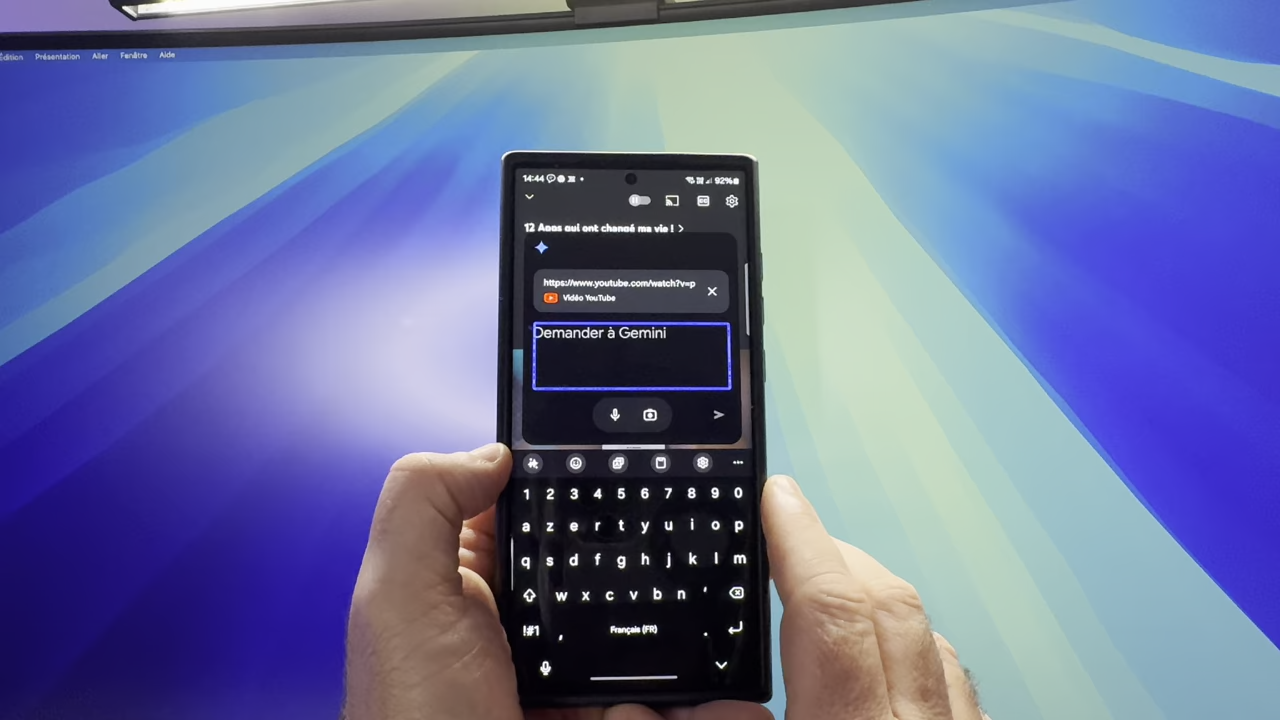 Édition Présentation Aller Fenêtre Aide
14:44 92%
12 Apps qui ont changé ma vie !
https://www.youtube.com/watch?v=p
Vidéo YouTube
Demander à Gemini
1 2 3 4 5 6 7 8 9 0
a z e r t y u i o p
q s d f g h j k l m
w x c v b n '
!#1 , Français (FR) .